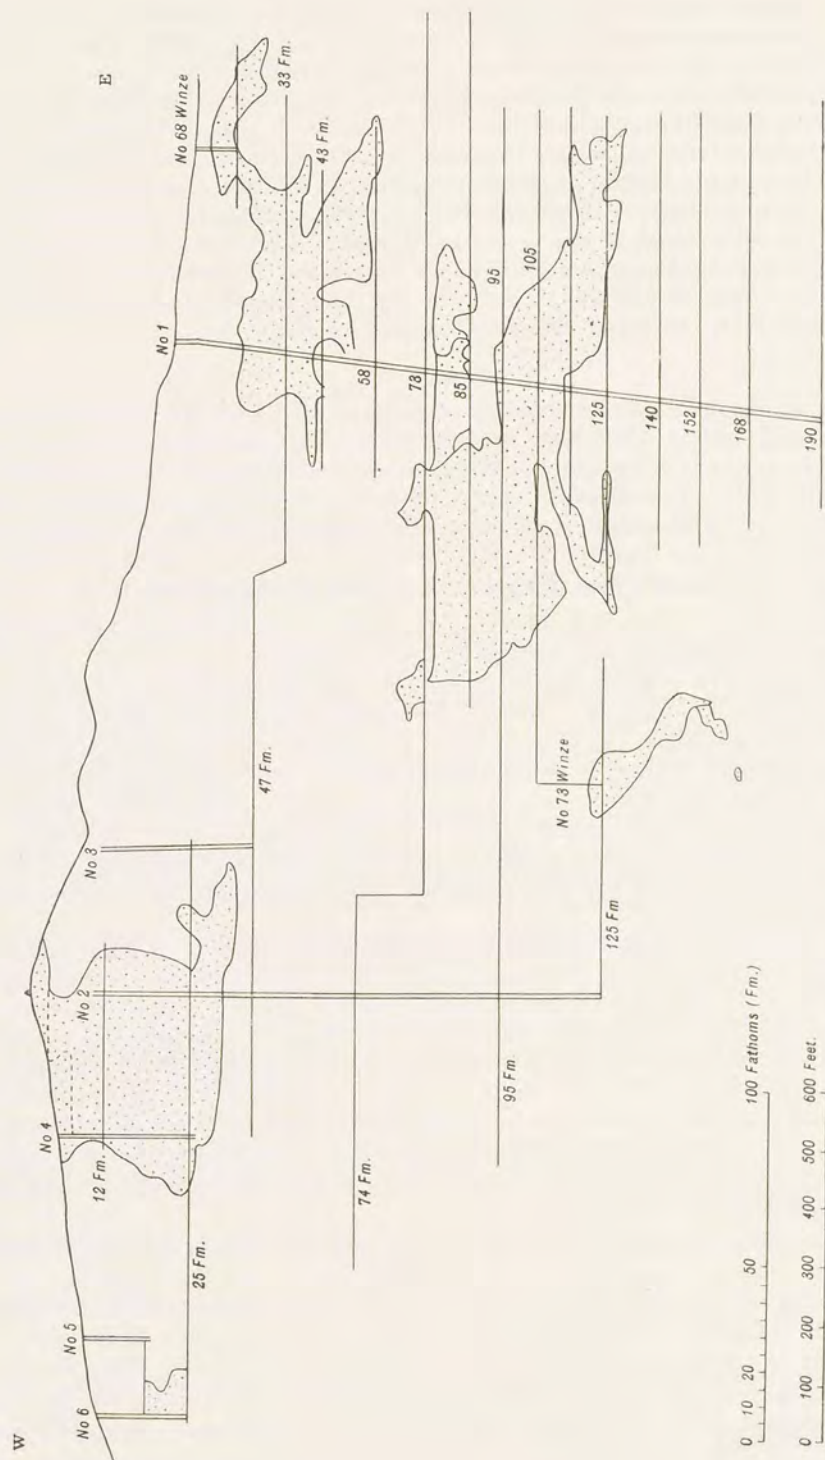 W
E
No 6
No 5
No 4
No 2
No 3
No 1
No 68 Winze
12 Fm.
25 Fm.
47 Fm.
33 Fm.
43 Fm.
58
74 Fm.
78
85
95 Fm
95
105
No 73 Winze
125 Fm
125
140
152
168
190
0 10 20 50 100 Fathoms (Fm.)
0 100 200 300 400 500 600 Feet.